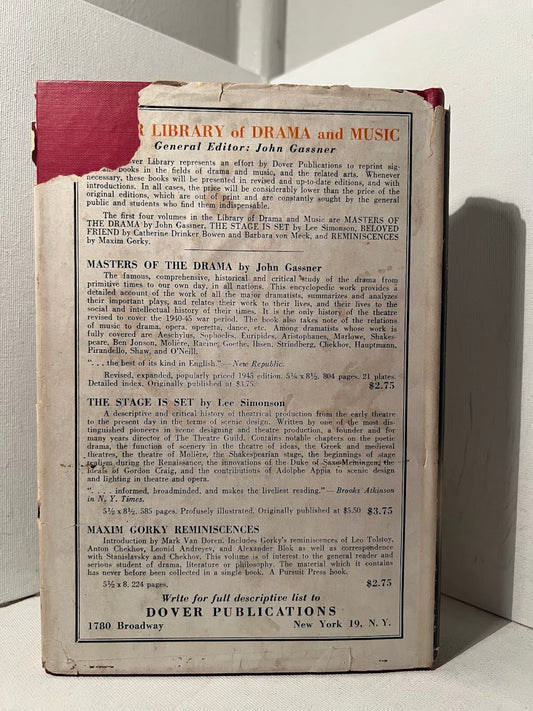 R LIBRARY of DRAMA and MUSIC
General Editor: John Gassner
over Library represents an effort by Dover Publications to reprint sig-
books in the fields of drama and music, and the related arts. Whenever
necessary, these books will be presented in revised and up-to-date editions, and with
introductions. In all cases, the price will be considerably lower than the price of the
original editions, which are out of print and are constantly sought by the general
public and students who find them indispensable.
The first four volumes in the Library of Drama and Music are MASTERS OF
THE DRAMA by John Gassner, THE STAGE IS SET by Lee Simonson, BELOVED
FRIEND by Catherine Drinker Bowen and Barbara von Meck, and REMINISCENCES
by Maxim Gorky.
MASTERS OF THE DRAMA by John Gassner
The famous, comprehensive, historical and critical study of the drama from
primitive times to our own day, in all nations. This encyclopedic work provides a
detailed account of the work of all the major dramatists, summarizes and analyzes
their important plays, and relates their work to their lives, and their lives to the
social and intellectual history of their times. It is the only history of the theatre
revised to cover the 1940-45 war period. The book also takes note of the relations
of music to drama, opera, operetta, dance, etc. Among dramatists whose work is
fully covered are Aeschylus, Sophocles, Euripides, Aristophanes, Marlowe, Shakes-
peare, Ben Jonson, Molière, Racine, Goethe, Ibsen, Strindberg, Chekhov, Hauptmann,
Pirandello, Shaw, and O'Neill.
". . . the best of its kind in English."—New Republic.
Revised, expanded, popularly priced 1945 edition. 5¼ x 8½. 804 pages. 21 plates.
Detailed index. Originally published at $3.75. $2.75
THE STAGE IS SET by Lee Simonson
A descriptive and critical history of theatrical production from the early theatre
to the present day in terms of scenic design. Written by one of the most dis-
tinguished pioneers in scene designing and theatre production, a founder and for
many years director of The Theatre Guild. Contains notable chapters on the poetic
drama, the function of scenery in the theatre of ideas, the Greek and medieval
theatres, the theatre of Molière, the Shakespearian stage, the beginnings of stage
realism during the Renaissance, the innovations of the Duke of Saxe-Meiningen, the
ideals of Gordon Craig, and the contributions of Adolphe Appia to scenic design
and lighting in theatre and opera.
". . . . informed, broadminded, and makes the liveliest reading."—Brooks Atkinson
in N. Y. Times.
5½ x 8½. 585 pages. Profusely illustrated. Originally published at $5.50 $3.75
MAXIM GORKY REMINISCENCES
Introduction by Mark Van Doren. Includes Gorky's reminiscences of Leo Tolstoy,
Anton Chekhov, Leonid Andreyev, and Alexander Blok as well as correspondence
with Stanislavsky and Chekhov. This volume is of interest to the general reader and
serious student of drama, literature or philosophy. The material which it contains
has never before been collected in a single book. A Pursuit Press book.
5½ x 8. 224 pages. $2.75
Write for full descriptive list to
DOVER PUBLICATIONS
1780 Broadway New York 19, N. Y.